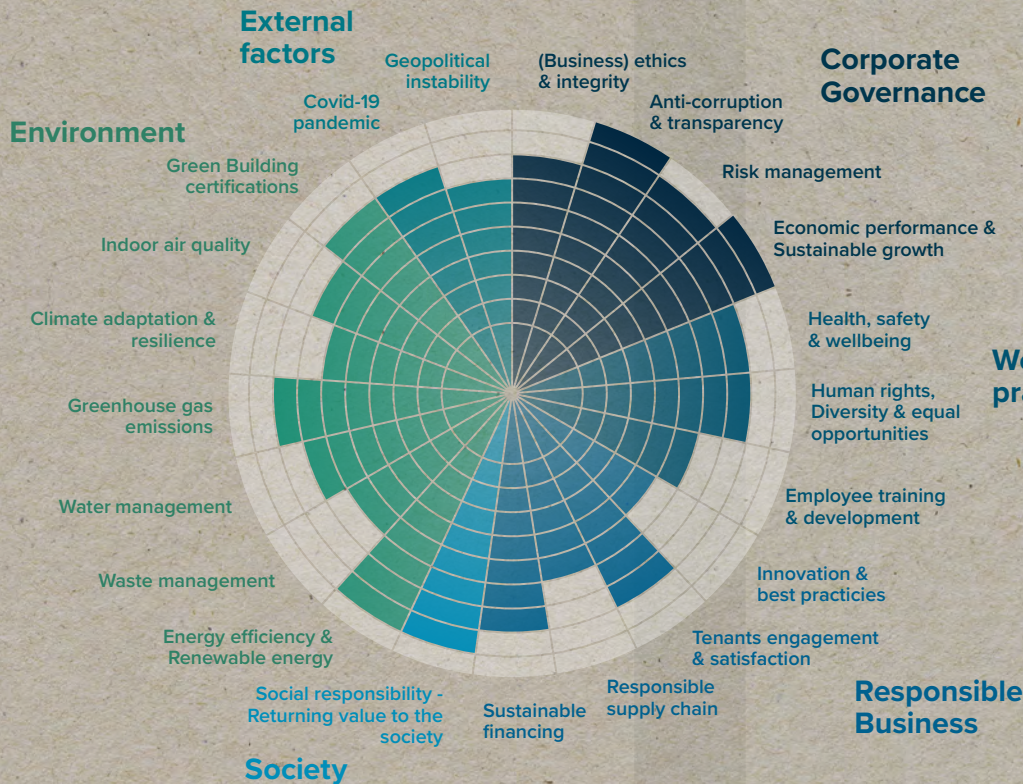 External
factors
Geopolitical
instability
(Business) ethics
& integrity
Corporate
Governance
Covid-19
pandemic
Anti-corruption
& transparency
Environment
Green Building
certifications
Risk management
Indoor air quality
Economic performance &
Sustainable growth
Climate adaptation &
resilience
Health, safety
& wellbeing
Greenhouse gas
emissions
Human rights,
Diversity & equal
opportunities
Water management
Employee training
& development
Waste management
Innovation &
best practicies
Energy efficiency &
Renewable energy
Tenants engagement
& satisfaction
Social responsibility -
Returning value to the
society
Sustainable
financing
Responsible
supply chain
Responsible
Business
Society